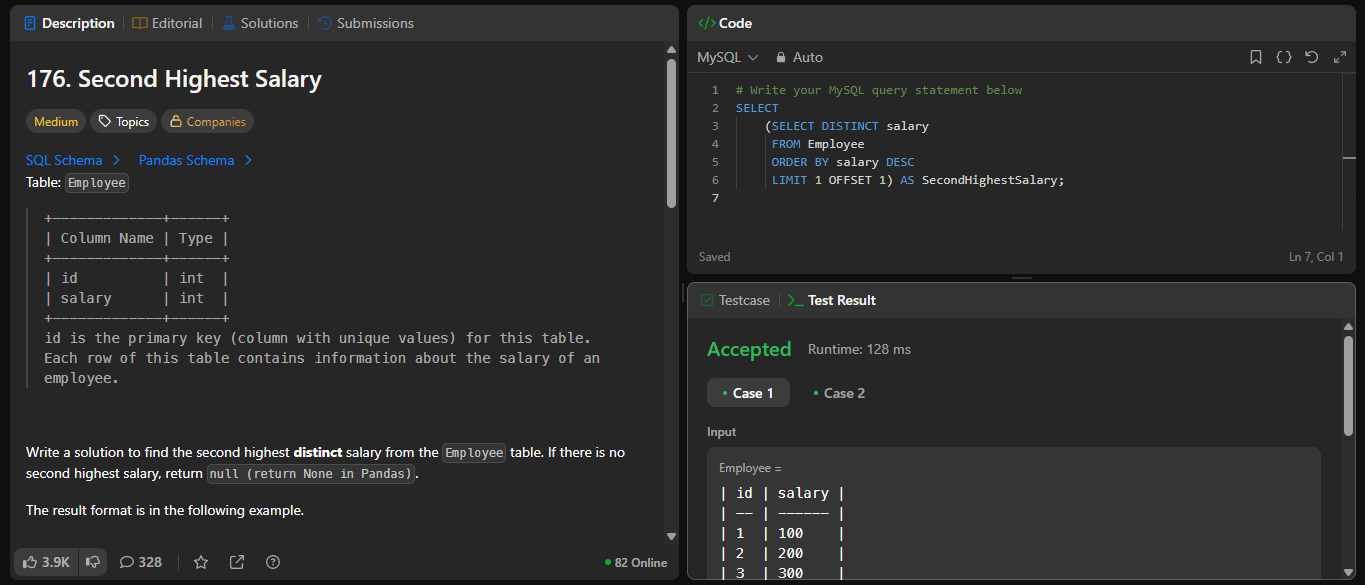 Description | Editorial | Solutions | Submissions
176. Second Highest Salary
Medium Topics Companies
SQL Schema > Pandas Schema >
Table: Employee
+-------------+------+
| Column Name | Type |
+-------------+------+
| id          | int  |
| salary      | int  |
+-------------+------+
id is the primary key (column with unique values) for this table.
Each row of this table contains information about the salary of an
employee.
Write a solution to find the second highest distinct salary from the Employee table. If there is no
second highest salary, return null (return None in Pandas).
The result format is in the following example.
3.9K 328 82 Online
</> Code
MySQL Auto
1 # Write your MySQL query statement below
2 SELECT
3     (SELECT DISTINCT salary
4      FROM Employee
5      ORDER BY salary DESC
6      LIMIT 1 OFFSET 1) AS SecondHighestSalary;
7
Saved Ln 7, Col 1
Testcase | >_ Test Result
Accepted Runtime: 128 ms
• Case 1 • Case 2
Input
Employee =
| id | salary |
| -- | ------ |
| 1  | 100    |
| 2  | 200    |
| 3  | 300    |